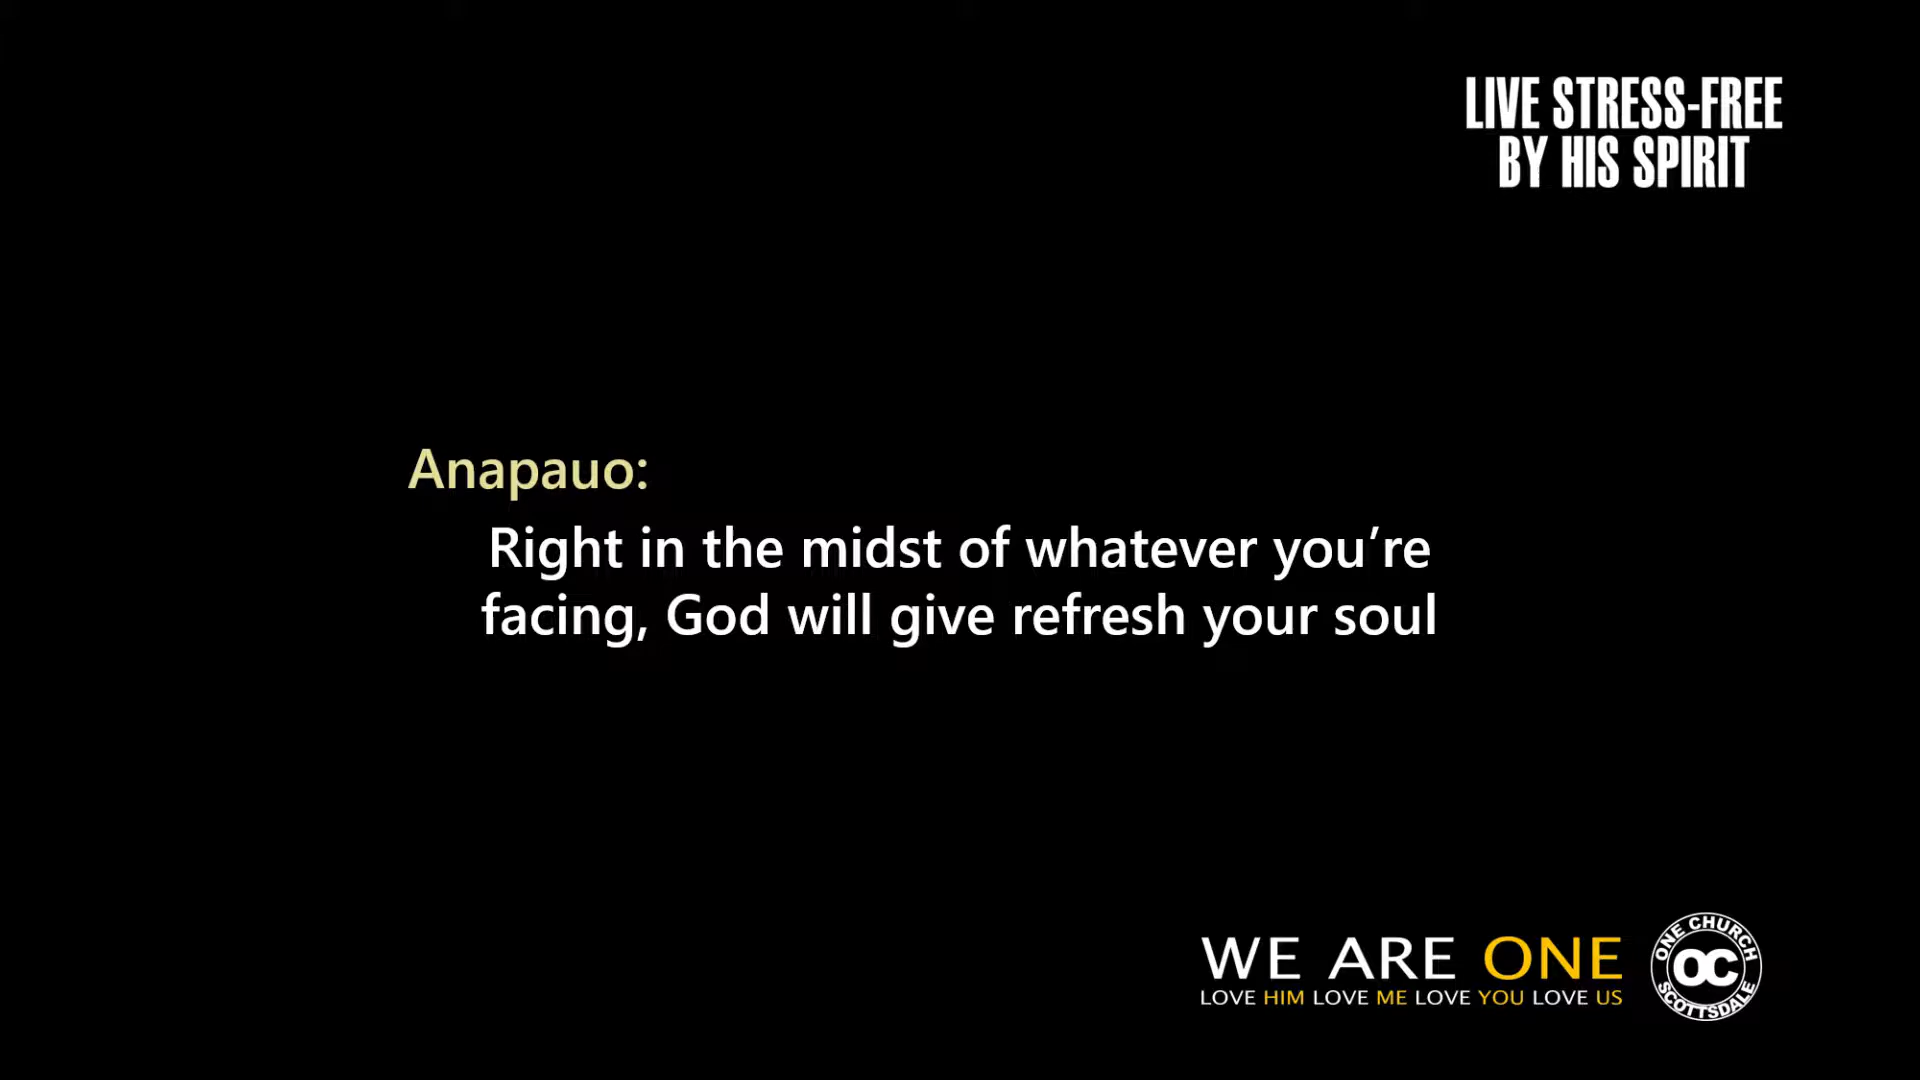 LIVE STRESS-FREE
BY HIS SPIRIT
Anapauo:
Right in the midst of whatever you’re
facing, God will give refresh your soul
WE ARE ONE
LOVE HIM LOVE ME LOVE YOU LOVE US
ONE CHURCH
OC
SCOTTSDALE